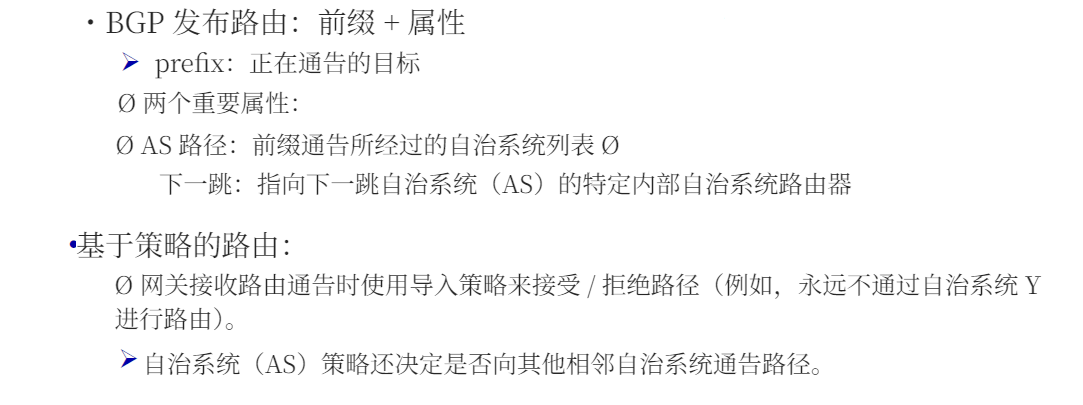 · BGP 发布路由：前缀 + 属性
➢ prefix：正在通告的目标
Ø 两个重要属性：
Ø AS 路径：前缀通告所经过的自治系统列表 Ø
下一跳：指向下一跳自治系统（AS）的特定内部自治系统路由器
•基于策略的路由：
Ø 网关接收路由通告时使用导入策略来接受 / 拒绝路径（例如，永远不通过自治系统 Y
进行路由）。
➢ 自治系统（AS）策略还决定是否向其他相邻自治系统通告路径。